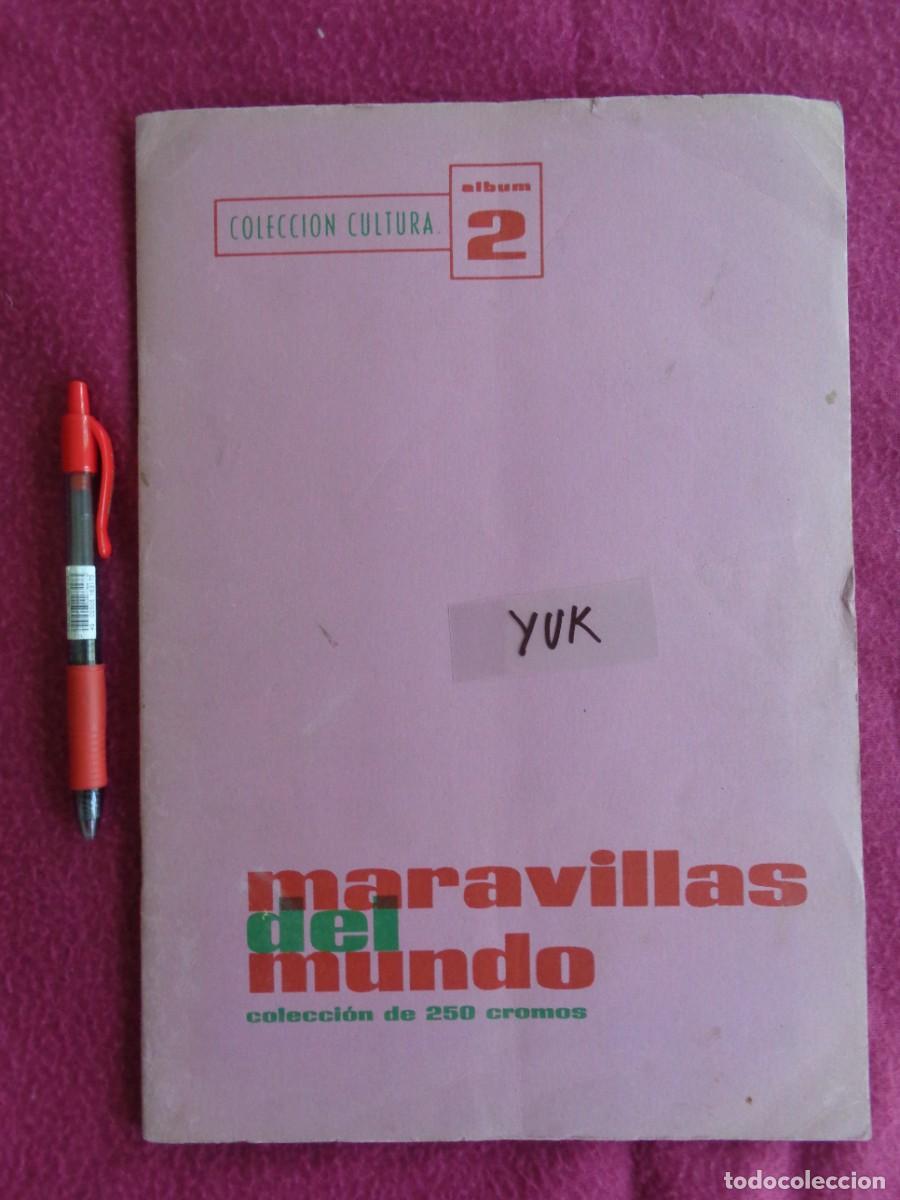 album
COLECCION CULTURA.
2
YUK
maravillas
del
mundo
colección de 250 cromos
todocoleccion